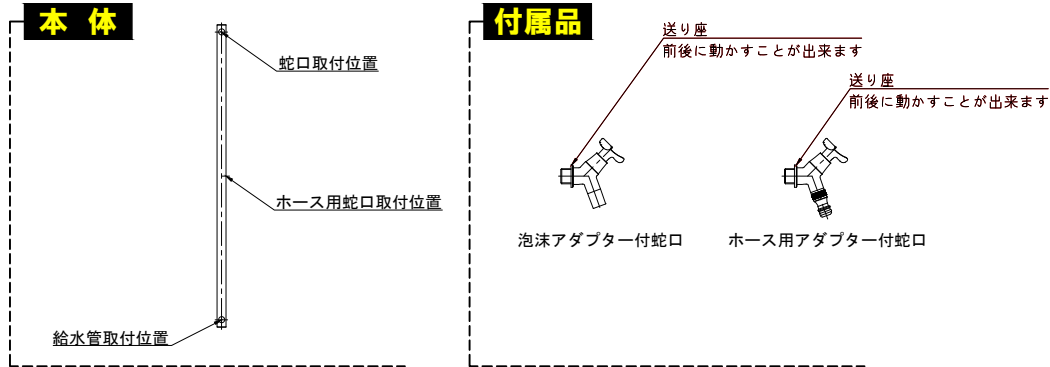 本 体
蛇口取付位置
ホース用蛇口取付位置
給水管取付位置
付属品
送り座
前後に動かすことが出来ます
送り座
前後に動かすことが出来ます
泡沫アダプター付蛇口
ホース用アダプター付蛇口